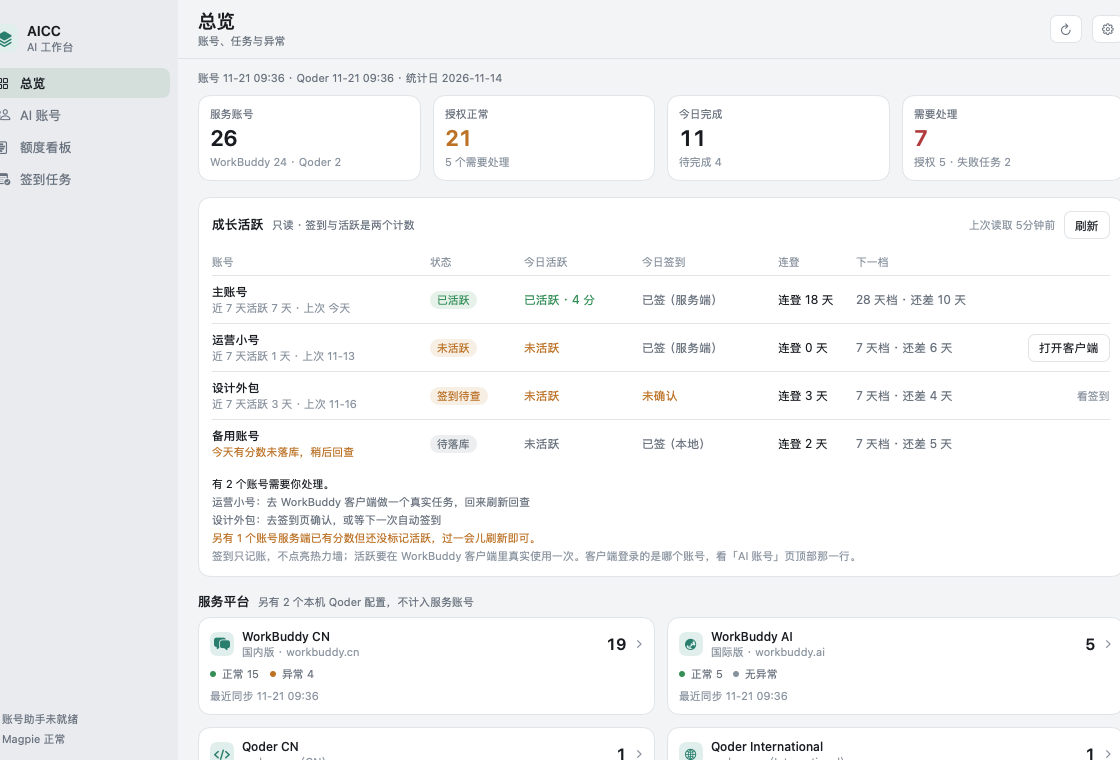 AICC
AI 工作台
总览
AI 账号
额度看板
签到任务
账号助手未就绪
Magpie 正常
总览
账号、任务与异常
账号 11-21 09:36 · Qoder 11-21 09:36 · 统计日 2026-11-14
服务账号
26
WorkBuddy 24 · Qoder 2
授权正常
21
5 个需要处理
今日完成
11
待完成 4
需要处理
7
授权 5 · 失败任务 2
成长活跃 只读 · 签到与活跃是两个计数 上次读取 5分钟前 刷新
账号 状态 今日活跃 今日签到 连登 下一档
主账号
近 7 天活跃 7 天 · 上次 今天
已活跃 已活跃 · 4 分 已签（服务端） 连登 18 天 28 天档 · 还差 10 天
运营小号
近 7 天活跃 1 天 · 上次 11-13
未活跃 未活跃 已签（服务端） 连登 0 天 7 天档 · 还差 6 天 打开客户端
设计外包
近 7 天活跃 3 天 · 上次 11-16
签到待查 未活跃 未确认 连登 3 天 7 天档 · 还差 4 天 看签到
备用账号
今天有分数未落库，稍后回查
待落库 未活跃 已签（本地） 连登 2 天 7 天档 · 还差 5 天
有 2 个账号需要你处理。
运营小号：去 WorkBuddy 客户端做一个真实任务，回来刷新回查
设计外包：去签到页确认，或等下一次自动签到
另有 1 个账号服务端已有分数但还没标记活跃，过一会儿刷新即可。
签到只记账，不点亮热力墙；活跃要在 WorkBuddy 客户端里真实使用一次。客户端登录的是哪个账号，看「AI 账号」页顶部那一行。
服务平台 另有 2 个本机 Qoder 配置，不计入服务账号
WorkBuddy CN
国内版 · workbuddy.cn
19
正常 15 异常 4
最近同步 11-21 09:36
WorkBuddy AI
国际版 · workbuddy.ai
5
正常 5 无异常
最近同步 11-21 09:36
Qoder CN
1
Qoder International
1